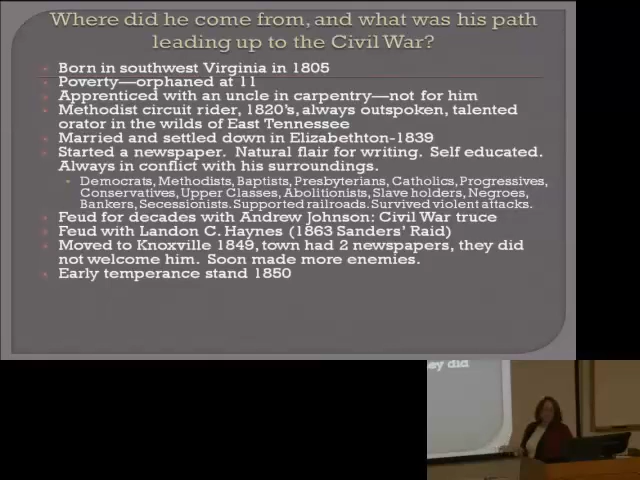 Where did he come from, and what was his path
leading up to the Civil War?
Born in southwest Virginia in 1805
Poverty—orphaned at 11
Apprenticed with an uncle in carpentry—not for him
Methodist circuit rider, 1820's, always outspoken, talented
orator in the wilds of East Tennessee
Married and settled down in Elizabethton-1839
Started a newspaper. Natural flair for writing. Self educated.
Always in conflict with his surroundings.
Democrats, Methodists, Baptists, Presbyterians, Catholics, Progressives,
Conservatives, Upper Classes, Abolitionists, Slave holders, Negroes,
Bankers, Secessionists. Supported railroads. Survived violent attacks.
Feud for decades with Andrew Johnson: Civil War truce
Feud with Landon C. Haynes (1863 Sanders' Raid)
Moved to Knoxville 1849, town had 2 newspapers, they did
not welcome him. Soon made more enemies.
Early temperance stand 1850
ey did